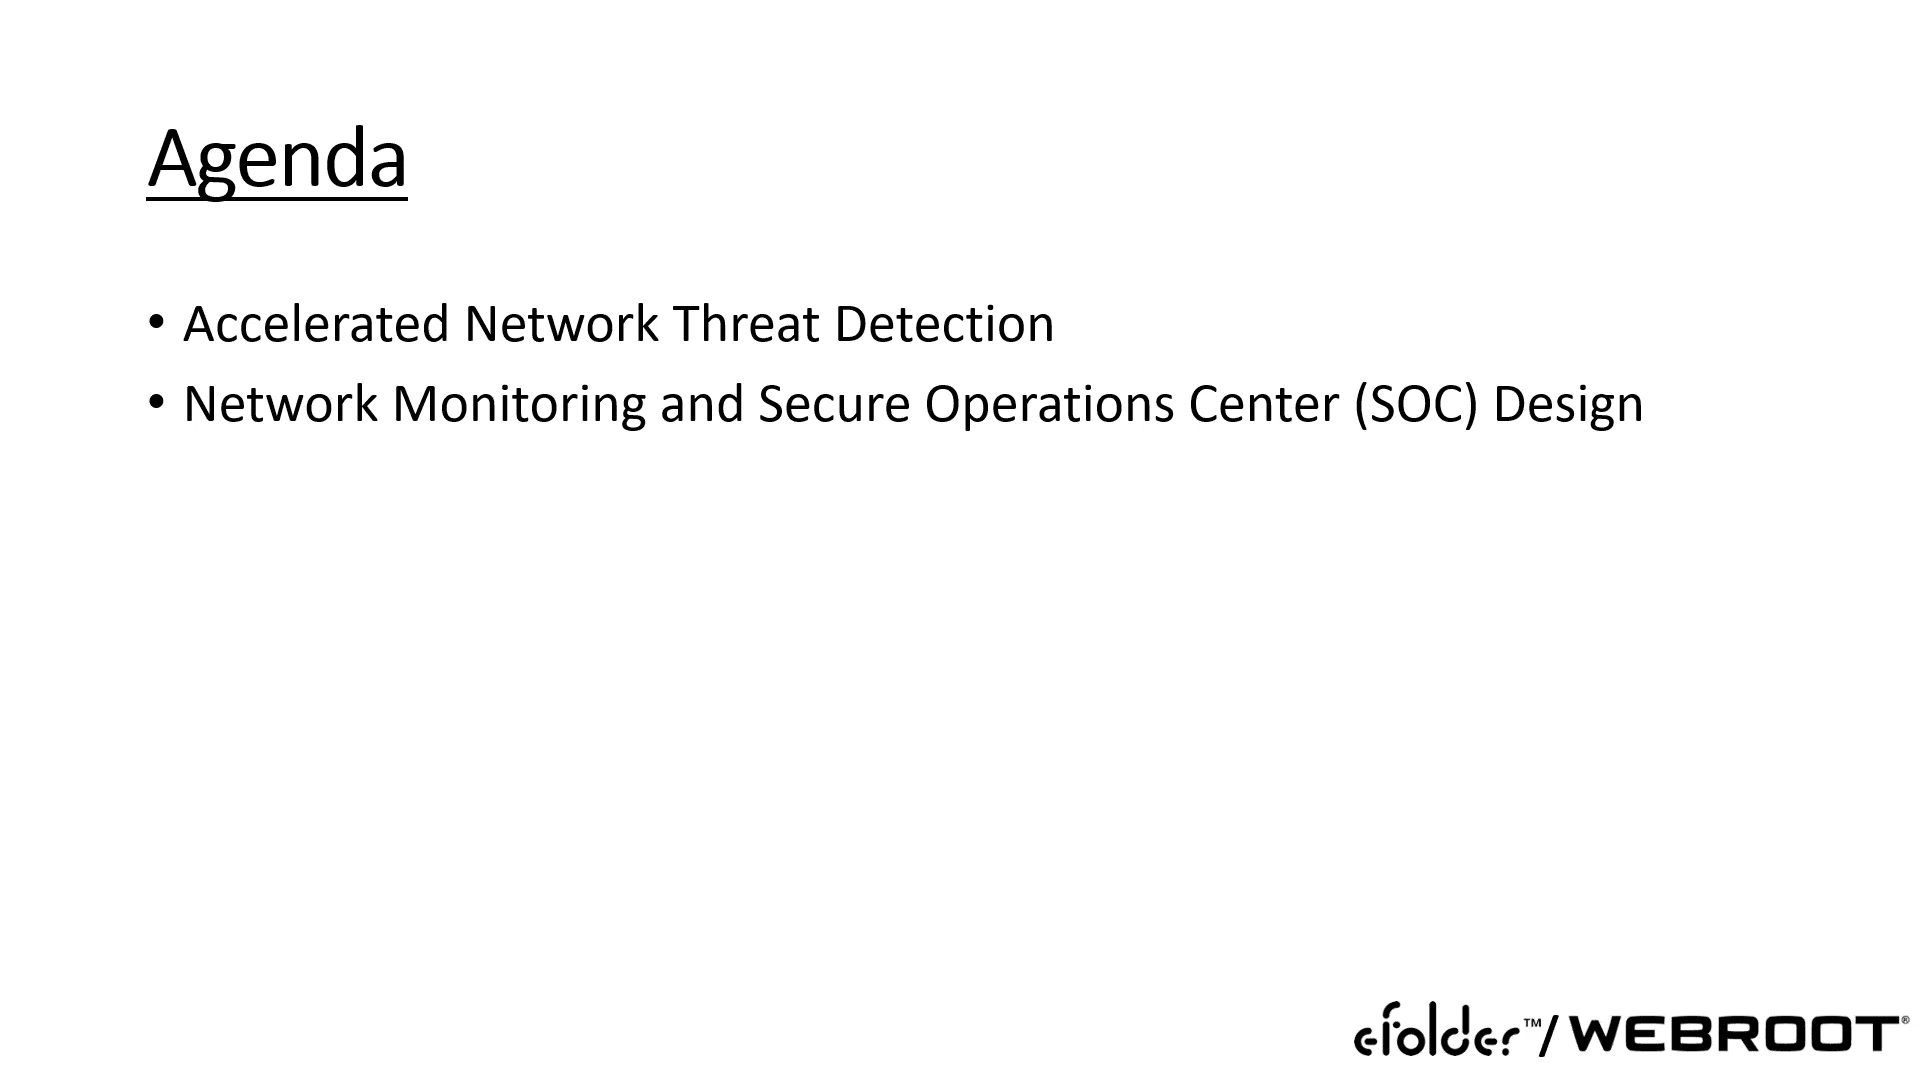 Agenda
• Accelerated Network Threat Detection
• Network Monitoring and Secure Operations Center (SOC) Design
efolder™/WEBROOT®